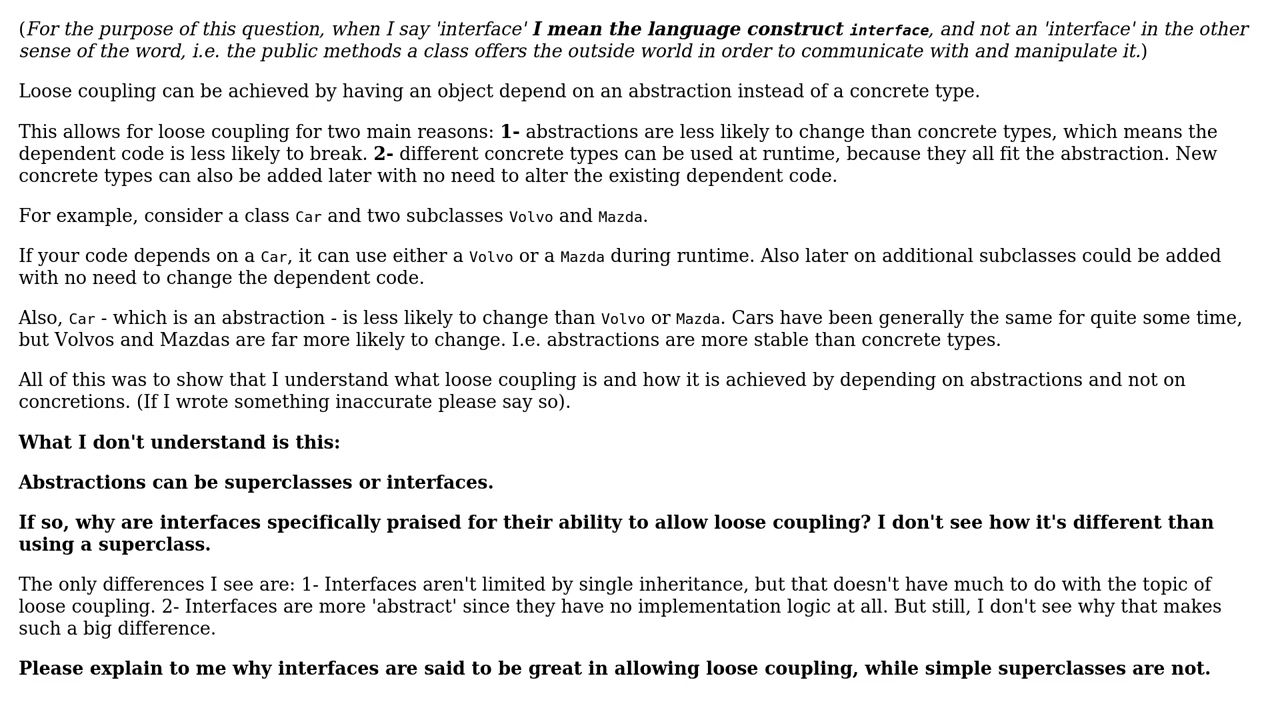 (For the purpose of this question, when I say 'interface' I mean the language construct interface, and not an 'interface' in the other
sense of the word, i.e. the public methods a class offers the outside world in order to communicate with and manipulate it.)
Loose coupling can be achieved by having an object depend on an abstraction instead of a concrete type.
This allows for loose coupling for two main reasons: 1- abstractions are less likely to change than concrete types, which means the
dependent code is less likely to break. 2- different concrete types can be used at runtime, because they all fit the abstraction. New
concrete types can also be added later with no need to alter the existing dependent code.
For example, consider a class Car and two subclasses Volvo and Mazda.
If your code depends on a Car, it can use either a Volvo or a Mazda during runtime. Also later on additional subclasses could be added
with no need to change the dependent code.
Also, Car - which is an abstraction - is less likely to change than Volvo or Mazda. Cars have been generally the same for quite some time,
but Volvos and Mazdas are far more likely to change. I.e. abstractions are more stable than concrete types.
All of this was to show that I understand what loose coupling is and how it is achieved by depending on abstractions and not on
concretions. (If I wrote something inaccurate please say so).
What I don't understand is this:
Abstractions can be superclasses or interfaces.
If so, why are interfaces specifically praised for their ability to allow loose coupling? I don't see how it's different than
using a superclass.
The only differences I see are: 1- Interfaces aren't limited by single inheritance, but that doesn't have much to do with the topic of
loose coupling. 2- Interfaces are more 'abstract' since they have no implementation logic at all. But still, I don't see why that makes
such a big difference.
Please explain to me why interfaces are said to be great in allowing loose coupling, while simple superclasses are not.